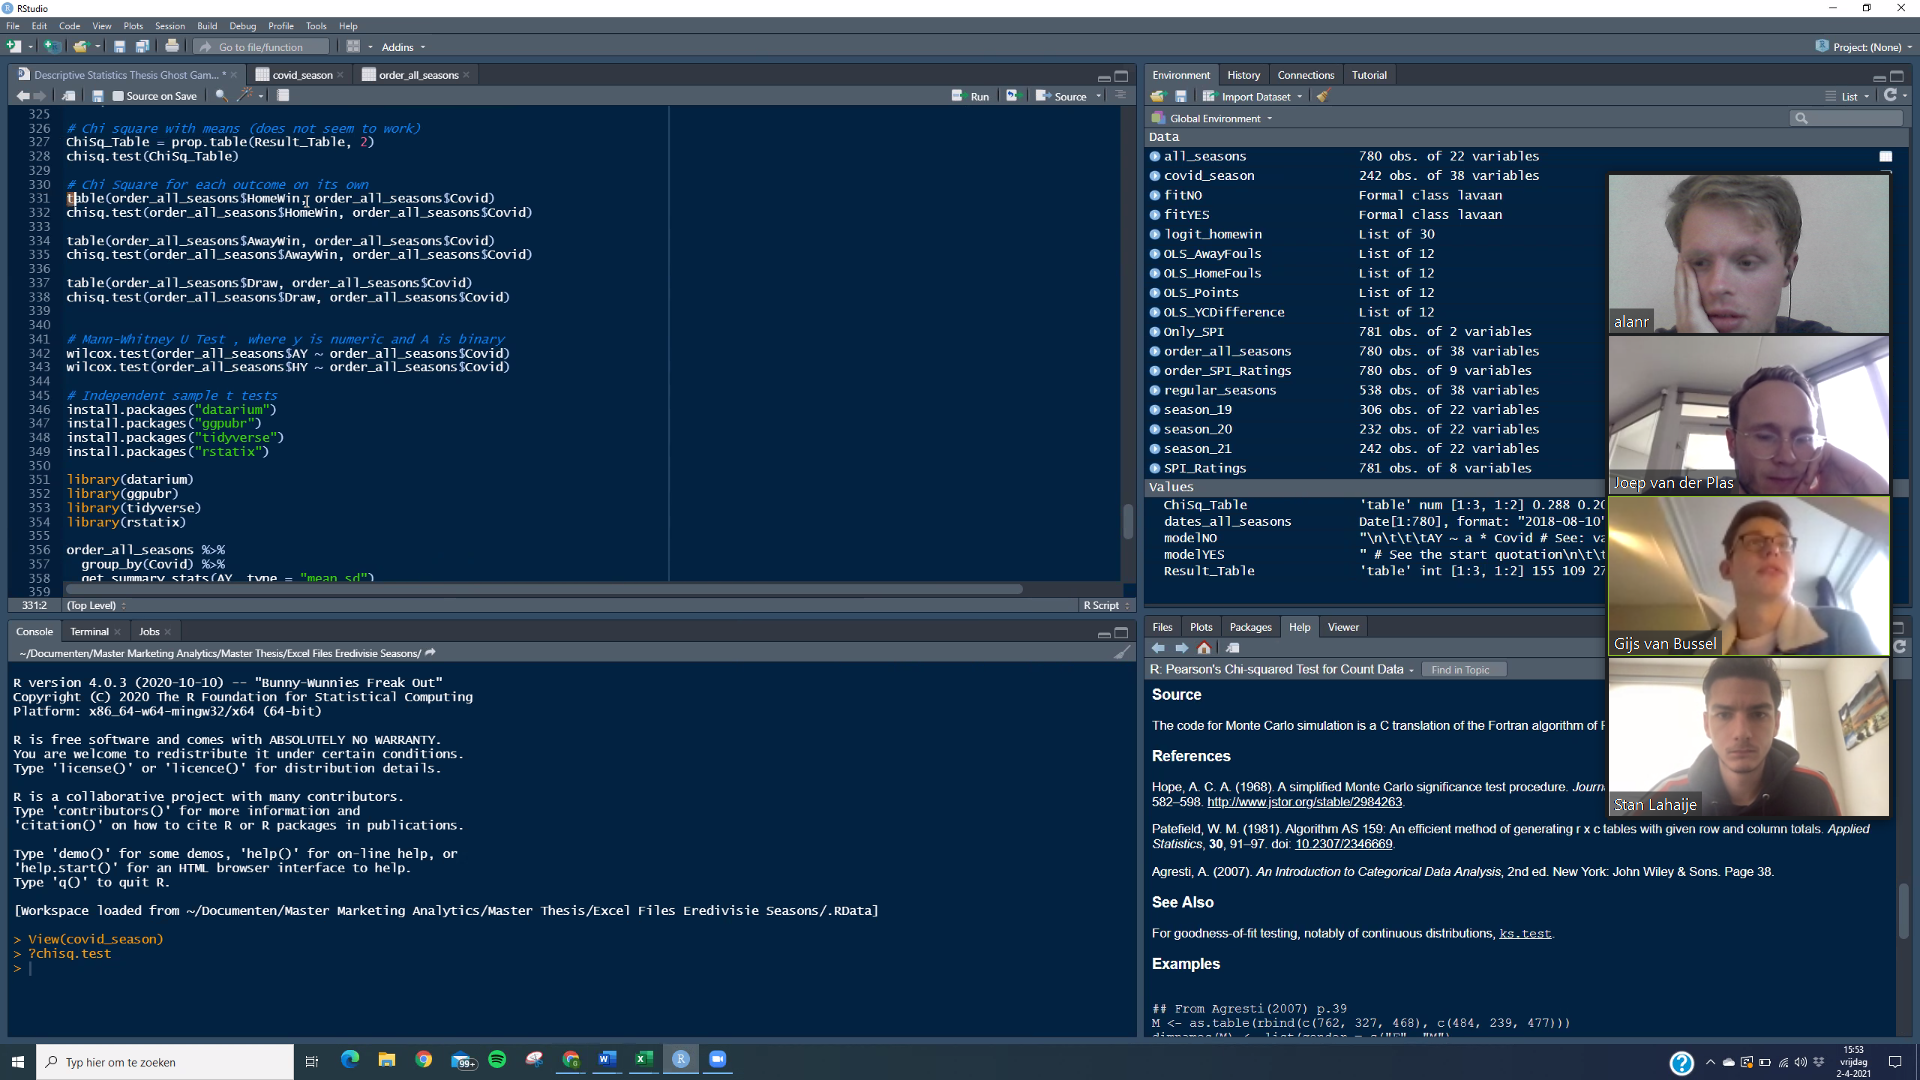 RStudio
File Edit Code View Plots Session Build Debug Profile Tools Help
Go to file/function Addins Project: (None)
Descriptive Statistics Thesis Ghost Gam... * covid_season order_all_seasons
Source on Save Run Source
325
326 # Chi square with means (does not seem to work)
327 ChiSq_Table = prop.table(Result_Table, 2)
328 chisq.test(ChiSq_Table)
329
330 # Chi Square for each outcome on its own
331 table(order_all_seasons$HomeWin, order_all_seasons$Covid)
332 chisq.test(order_all_seasons$HomeWin, order_all_seasons$Covid)
333
334 table(order_all_seasons$AwayWin, order_all_seasons$Covid)
335 chisq.test(order_all_seasons$AwayWin, order_all_seasons$Covid)
336
337 table(order_all_seasons$Draw, order_all_seasons$Covid)
338 chisq.test(order_all_seasons$Draw, order_all_seasons$Covid)
339
340
341 # Mann-Whitney U Test , where y is numeric and A is binary
342 wilcox.test(order_all_seasons$AY ~ order_all_seasons$Covid)
343 wilcox.test(order_all_seasons$HY ~ order_all_seasons$Covid)
344
345 # Independent sample t tests
346 install.packages("datarium")
347 install.packages("ggpubr")
348 install.packages("tidyverse")
349 install.packages("rstatix")
350
351 library(datarium)
352 library(ggpubr)
353 library(tidyverse)
354 library(rstatix)
355
356 order_all_seasons %>%
357 group_by(Covid) %>%
358 get_summary_stats(AY, type = "mean_sd")
359
331:2 (Top Level) R Script
Console Terminal Jobs
~/Documenten/Master Marketing Analytics/Master Thesis/Excel Files Eredivisie Seasons/
R version 4.0.3 (2020-10-10) -- "Bunny-Wunnies Freak Out"
Copyright (C) 2020 The R Foundation for Statistical Computing
Platform: x86_64-w64-mingw32/x64 (64-bit)
R is free software and comes with ABSOLUTELY NO WARRANTY.
You are welcome to redistribute it under certain conditions.
Type 'license()' or 'licence()' for distribution details.
R is a collaborative project with many contributors.
Type 'contributors()' for more information and
'citation()' on how to cite R or R packages in publications.
Type 'demo()' for some demos, 'help()' for on-line help, or
'help.start()' for an HTML browser interface to help.
Type 'q()' to quit R.
[Workspace loaded from ~/Documenten/Master Marketing Analytics/Master Thesis/Excel Files Eredivisie Seasons/.RData]
> View(covid_season)
> ?chisq.test
>
Environment History Connections Tutorial
Import Dataset List
Global Environment
Data
all_seasons 780 obs. of 22 variables
covid_season 242 obs. of 38 variables
fitNO Formal class lavaan
fitYES Formal class lavaan
logit_homewin List of 30
OLS_AwayFouls List of 12
OLS_HomeFouls List of 12
OLS_Points List of 12
OLS_YCDifference List of 12
Only_SPI 781 obs. of 2 variables
order_all_seasons 780 obs. of 38 variables
order_SPI_Ratings 780 obs. of 9 variables
regular_seasons 538 obs. of 38 variables
season_19 306 obs. of 22 variables
season_20 232 obs. of 22 variables
season_21 242 obs. of 22 variables
SPI_Ratings 781 obs. of 8 variables
Values
ChiSq_Table 'table' num [1:3, 1:2] 0.288 0.20
dates_all_seasons Date[1:780], format: "2018-08-10"
modelNO "\n\t\t\tAY ~ a * Covid # See: va
modelYES " # See the start quotation\n\t\t
Result_Table 'table' int [1:3, 1:2] 155 109 27
alanr
Joep van der Plas
Gijs van Bussel
Stan Lahaije
Files Plots Packages Help Viewer
R: Pearson's Chi-squared Test for Count Data Find in Topic
Source
The code for Monte Carlo simulation is a C translation of the Fortran algorithm of
References
Hope, A. C. A. (1968). A simplified Monte Carlo significance test procedure. Journ
582–598. http://www.jstor.org/stable/2984263.
Patefield, W. M. (1981). Algorithm AS 159: An efficient method of generating r x c tables with given row and column totals. Applied
Statistics, 30, 91–97. doi: 10.2307/2346669.
Agresti, A. (2007). An Introduction to Categorical Data Analysis, 2nd ed. New York: John Wiley & Sons. Page 38.
See Also
For goodness-of-fit testing, notably of continuous distributions, ks.test.
Examples
## From Agresti(2007) p.39
M <- as.table(rbind(c(762, 327, 468), c(484, 239, 477)))
Typ hier om te zoeken
99+
15:53
vrijdag
2-4-2021